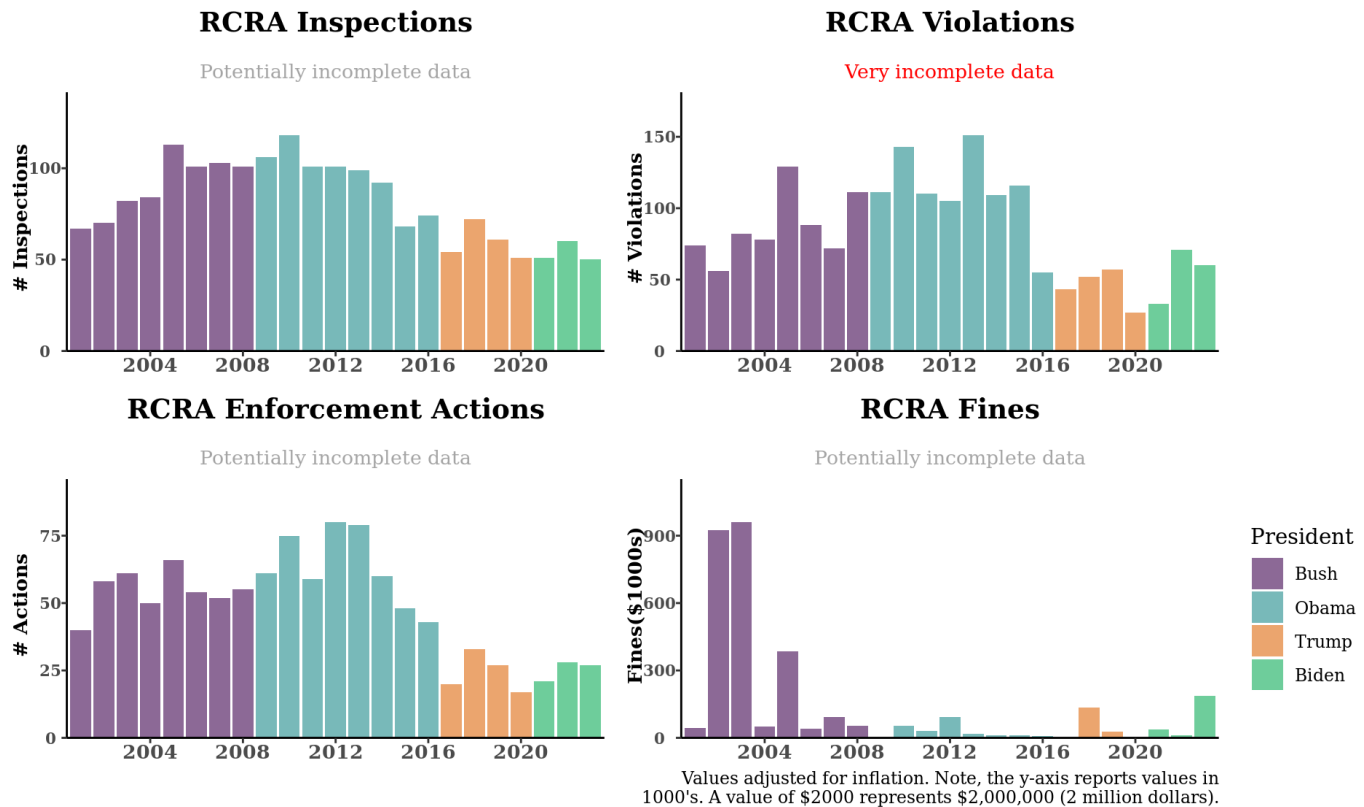 RCRA Inspections
Potentially incomplete data
# Inspections
100
50
0
2004 2008 2012 2016 2020
RCRA Violations
Very incomplete data
# Violations
150
100
50
0
2004 2008 2012 2016 2020
RCRA Enforcement Actions
Potentially incomplete data
# Actions
75
50
25
0
2004 2008 2012 2016 2020
RCRA Fines
Potentially incomplete data
Fines($1000s)
900
600
300
0
2004 2008 2012 2016 2020
Values adjusted for inflation. Note, the y-axis reports values in
1000's. A value of $2000 represents $2,000,000 (2 million dollars).
President
Bush
Obama
Trump
Biden